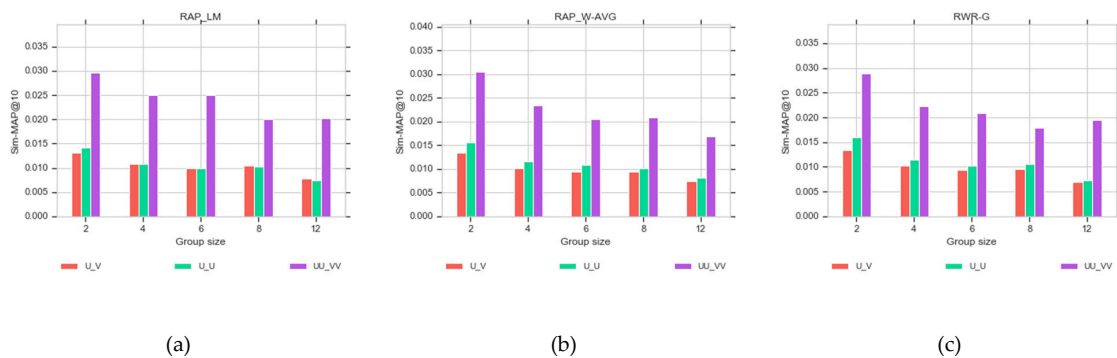 RAP_LM
Sim-MAP@10
0.035
0.030
0.025
0.020
0.015
0.010
0.005
0.000
2 4 6 8 12
Group size
U_V U_U UU_VV
(a)
RAP_W-AVG
Sim-MAP@10
0.040
0.035
0.030
0.025
0.020
0.015
0.010
0.005
0.000
2 4 6 8 12
Group size
U_V U_U UU_VV
(b)
RWR-G
Sim-MAP@10
0.035
0.030
0.025
0.020
0.015
0.010
0.005
0.000
2 4 6 8 12
Group size
U_V U_U UU_VV
(c)